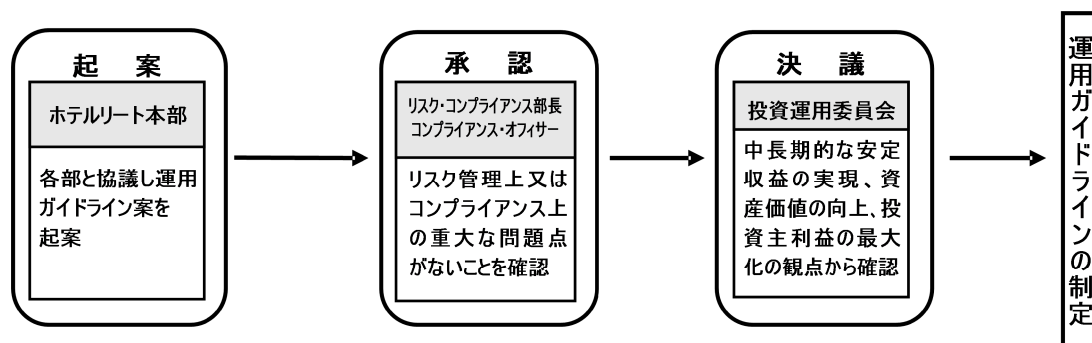 起 案
ホテルリート本部
各部と協議し運用
ガイドライン案を
起案
承 認
リスク・コンプライアンス部長
コンプライアンス・オフィサー
リスク管理上又は
コンプライアンス上
の重大な問題点
がないことを確認
決 議
投資運用委員会
中長期的な安定
収益の実現、資
産価値の向上、投
資主利益の最大
化の観点から確認
運用ガイドラインの制定